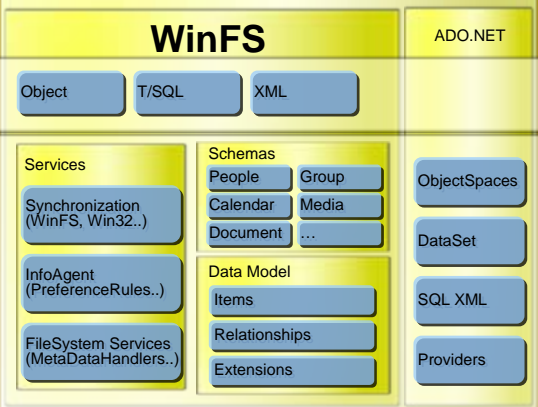 WinFS
ADO.NET
Object
T/SQL
XML
Services
Synchronization
(WinFS, Win32..)
InfoAgent
(PreferenceRules..)
FileSystem Services
(MetaDataHandlers..)
Schemas
People
Group
Calendar
Media
Document
…
Data Model
Items
Relationships
Extensions
ObjectSpaces
DataSet
SQL XML
Providers